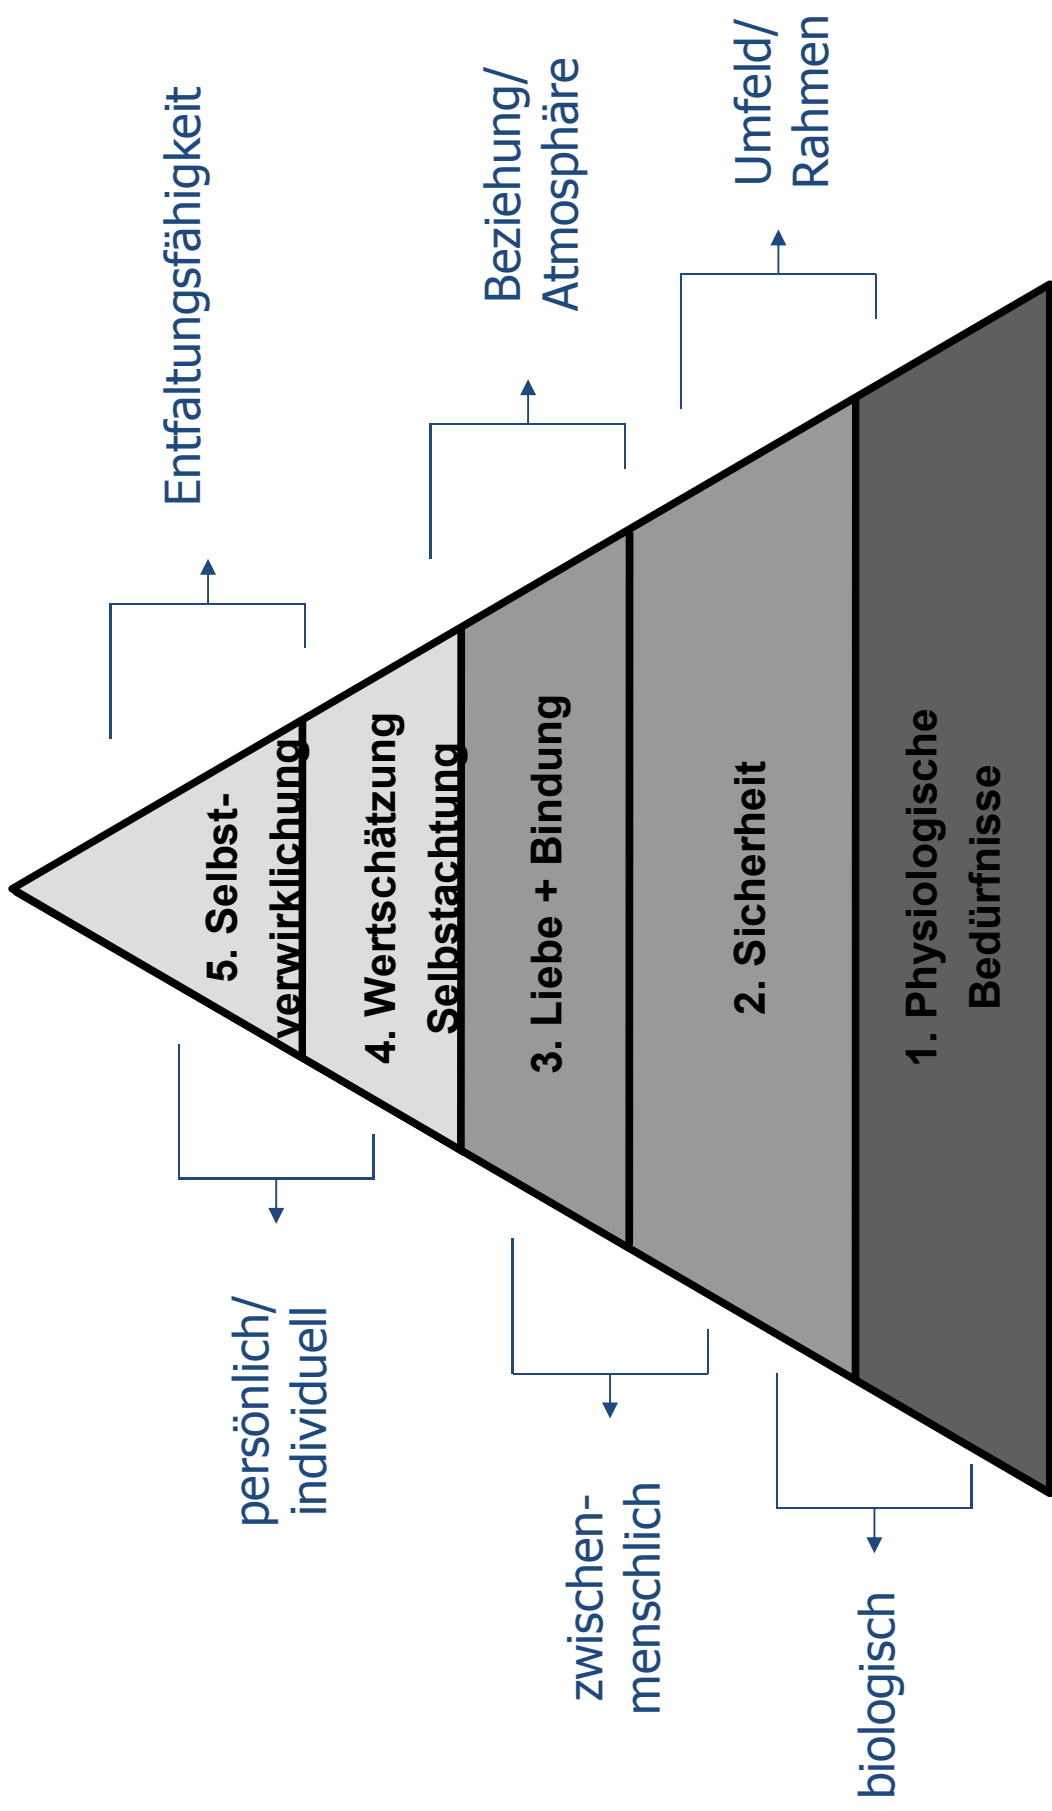 Entfaltungsfähigkeit
5. Selbst-
verwirklichung
persönlich/
individuell
4. Wertschätzung
Selbstachtung
Beziehung/
Atmosphäre
3. Liebe + Bindung
zwischen-
menschlich
2. Sicherheit
Umfeld/
Rahmen
biologisch
1. Physiologische
Bedürfnisse